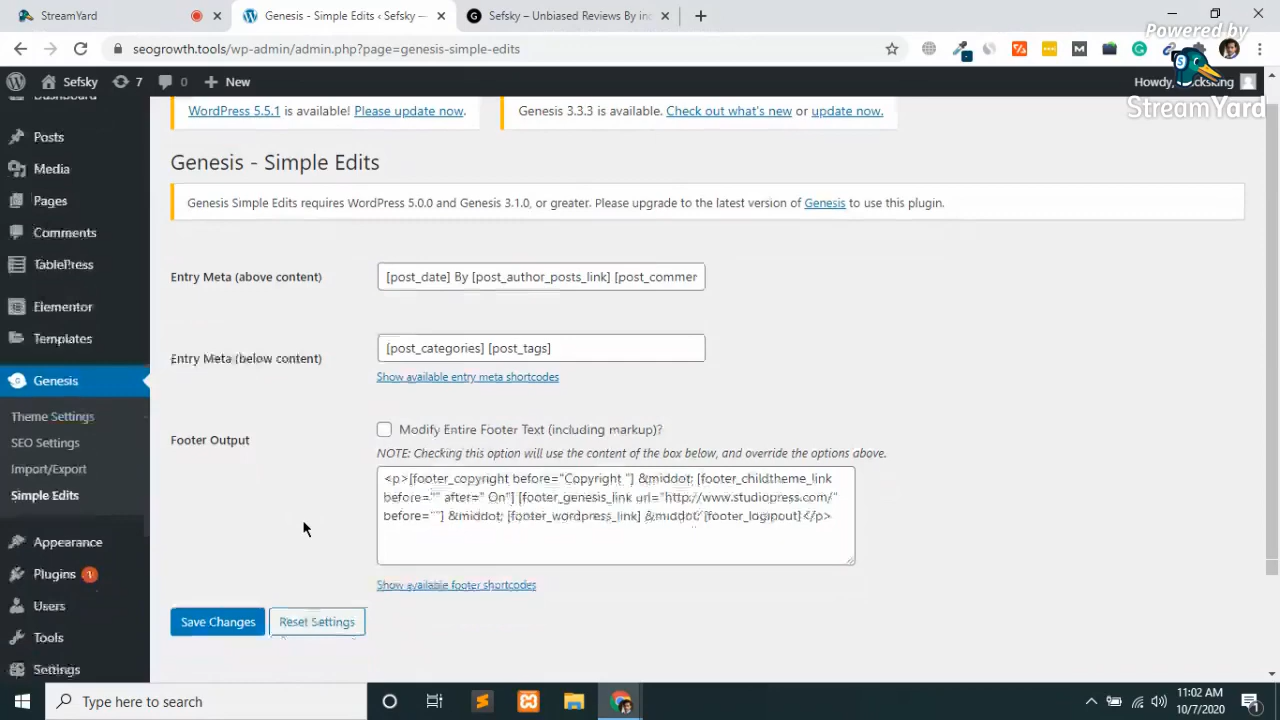 StreamYard
Genesis - Simple Edits ‹ Sefsky —
Sefsky – Unbiased Reviews By in
Powered by
StreamYard
seogrowth.tools/wp-admin/admin.php?page=genesis-simple-edits
Sefsky
7
0
New
Howdy,
WordPress 5.5.1 is available! Please update now.
Genesis 3.3.3 is available. Check out what's new or update now.
Posts
Media
Pages
Comments
TablePress
Elementor
Templates
Genesis
Theme Settings
SEO Settings
Import/Export
Simple Edits
Appearance
Plugins 7
Users
Tools
Settings
Genesis - Simple Edits
Genesis Simple Edits requires WordPress 5.0.0 and Genesis 3.1.0, or greater. Please upgrade to the latest version of Genesis to use this plugin.
Entry Meta (above content)
[post_date] By [post_author_posts_link] [post_commer
Entry Meta (below content)
[post_categories] [post_tags]
Show available entry meta shortcodes
Footer Output
Modify Entire Footer Text (including markup)?
NOTE: Checking this option will use the content of the box below, and override the options above.
<p>[footer_copyright before="Copyright "] &middot; [footer_childtheme_link
before="" after=" On"] [footer_genesis_link url="http://www.studiopress.com/"
before=""] &middot; [footer_wordpress_link] &middot; [footer_loginout]</p>
Show available footer shortcodes
Save Changes
Reset Settings
Type here to search
11:02 AM
10/7/2020
1